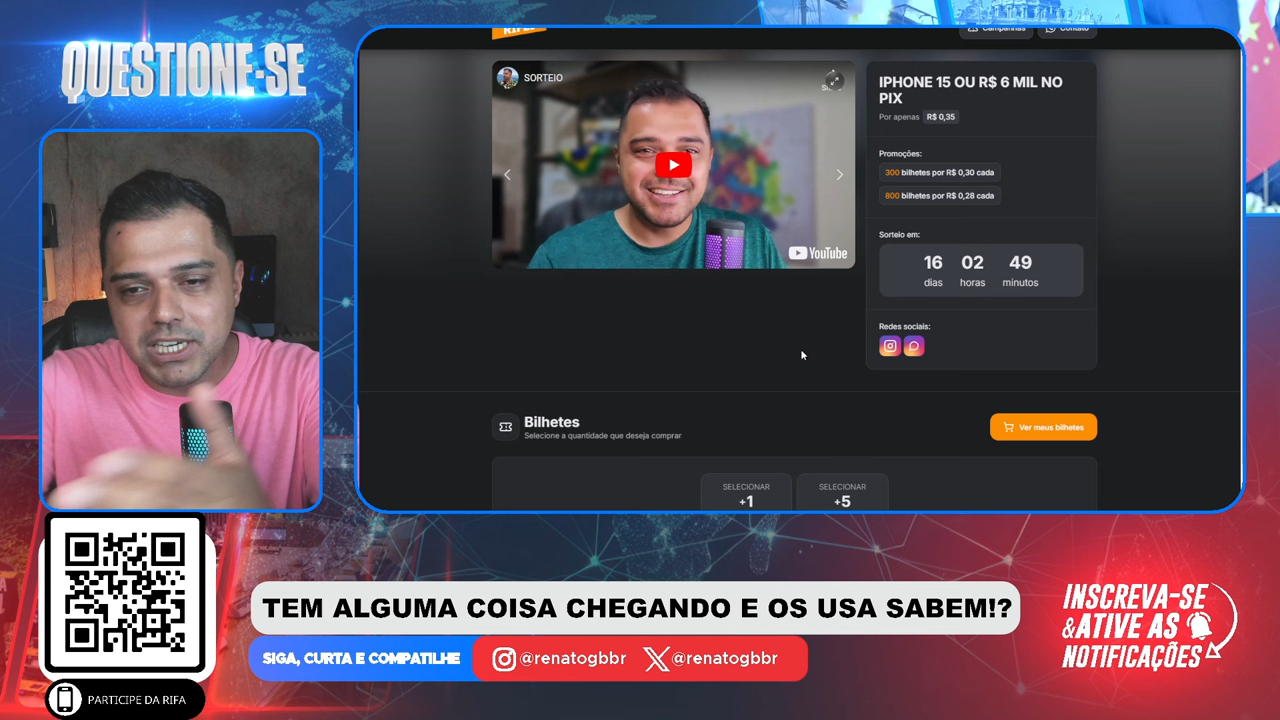 QUESTIONE-SE
Campanhas
Contato
SORTEIO
YouTube
IPHONE 15 OU R$ 6 MIL NO
PIX
Por apenas R$ 0,35
Promoções:
300 bilhetes por R$ 0,30 cada
800 bilhetes por R$ 0,28 cada
Sorteio em:
16 02 49
dias horas minutos
Redes sociais:
Bilhetes
Selecione a quantidade que deseja comprar
Ver meus bilhetes
SELECIONAR
+1
SELECIONAR
+5
PARTICIPE DA RIFA
TEM ALGUMA COISA CHEGANDO E OS USA SABEM!?
SIGA, CURTA E COMPATILHE
@renatogbbr
@renatogbbr
INSCREVA-SE
&ATIVE AS
NOTIFICAÇÕES